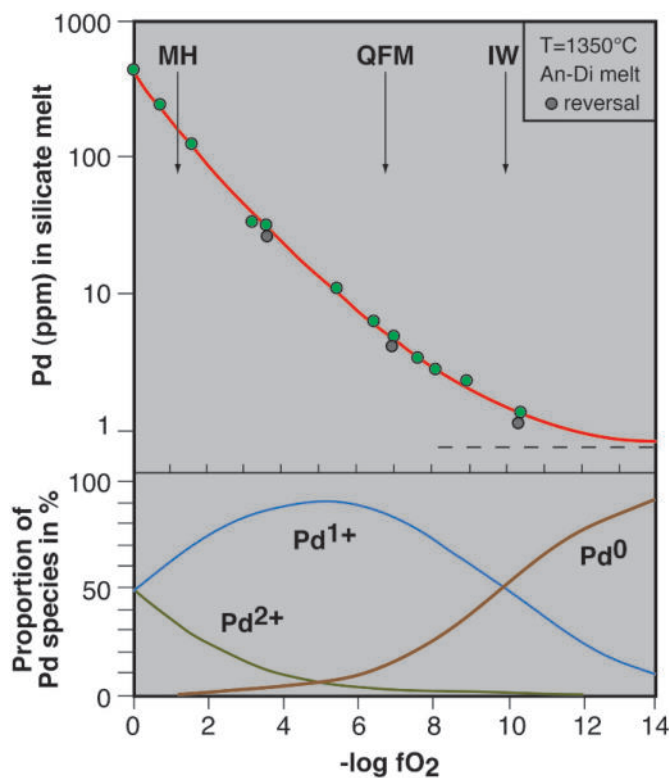 1000
100
10
1
Pd (ppm) in silicate melt
MH
QFM
IW
T=1350°C
An-Di melt
reversal
100
50
0
Proportion of
Pd species in %
Pd1+
Pd2+
Pd0
0 2 4 6 8 10 12 14
-log fO2